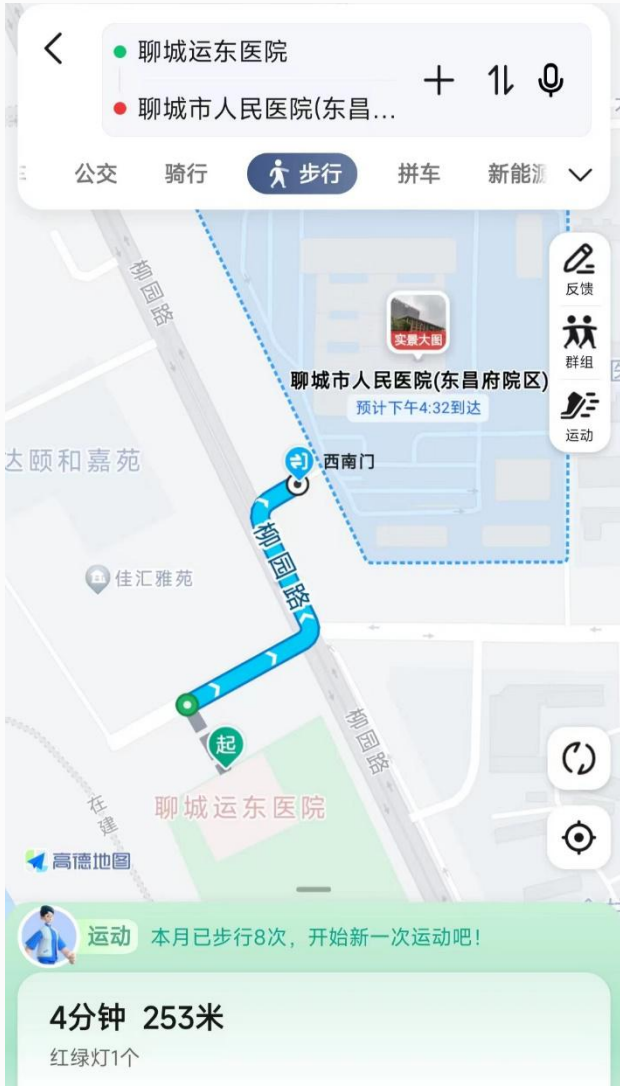 聊城运东医院
聊城市人民医院(东昌...
公交 骑行 步行 拼车 新能源
柳园路
反馈
实景大图
群组
聊城市人民医院(东昌府院区)
预计下午4:32到达
运动
达颐和嘉苑
西南门
柳园路
佳汇雅苑
柳园路
起
聊城运东医院
在建
高德地图
运动 本月已步行8次，开始新一次运动吧！
4分钟 253米
红绿灯1个